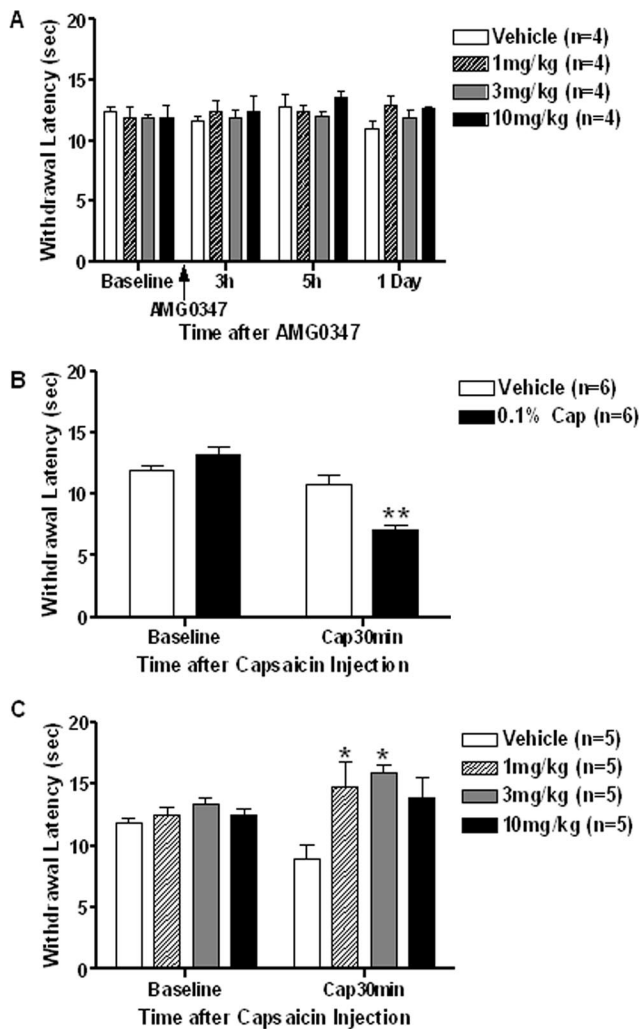 A
Withdrawal Latency (sec)
20
15
10
5
0
Vehicle (n=4)
1mg/kg (n=4)
3mg/kg (n=4)
10mg/kg (n=4)
Baseline 3h 5h 1 Day
AMG0347
Time after AMG0347
B
Withdrawal Latency (sec)
20
15
10
5
0
Vehicle (n=6)
0.1% Cap (n=6)
**
Baseline Cap30min
Time after Capsaicin Injection
C
Withdrawal Latency (sec)
20
15
10
5
0
Vehicle (n=5)
1mg/kg (n=5)
3mg/kg (n=5)
10mg/kg (n=5)
* *
Baseline Cap30min
Time after Capsaicin Injection